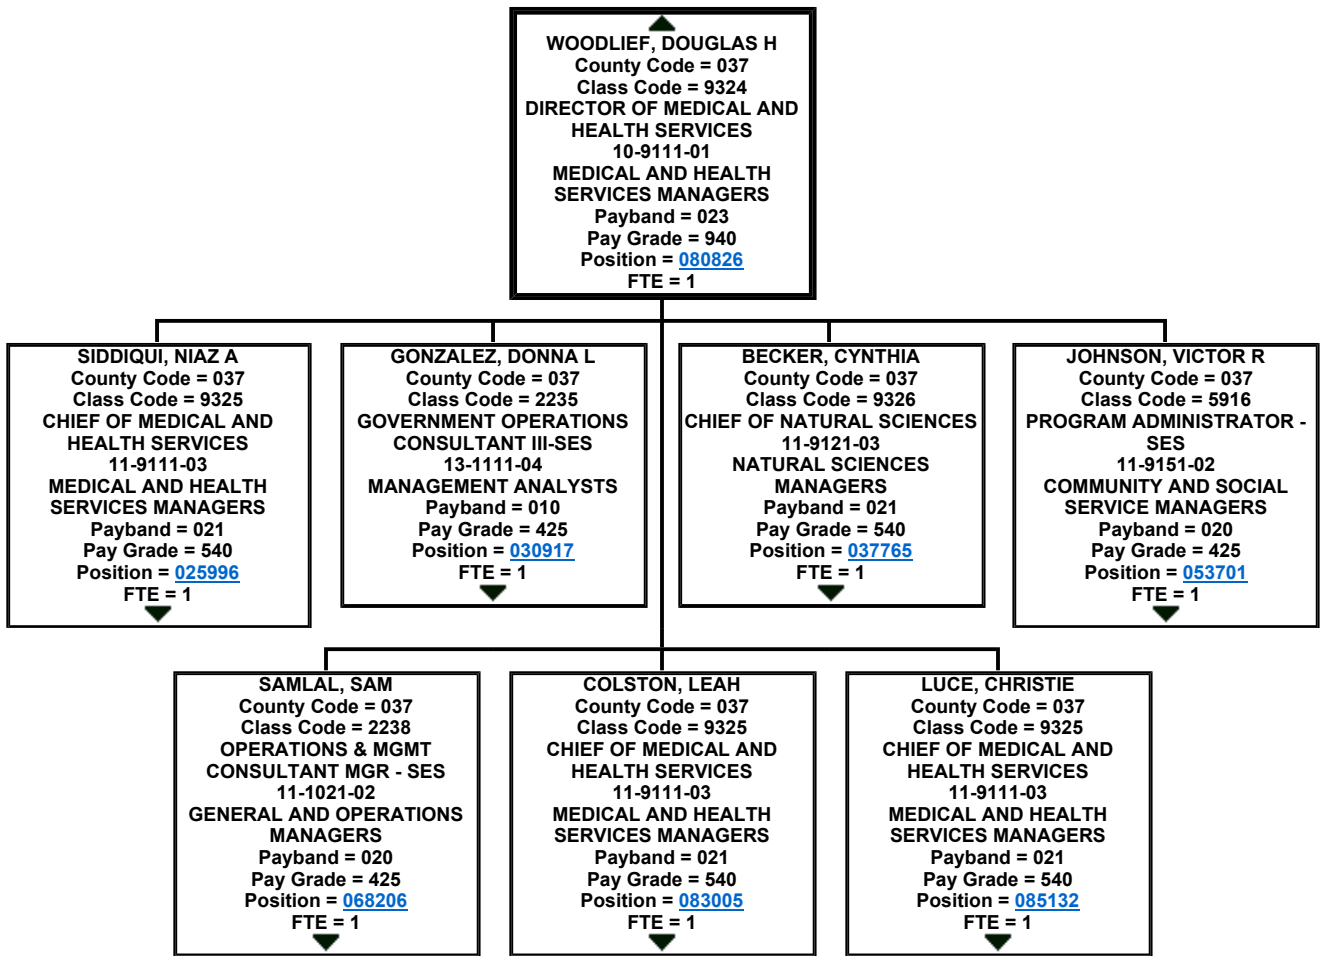 WOODLIEF, DOUGLAS H
County Code = 037
Class Code = 9324
DIRECTOR OF MEDICAL AND
HEALTH SERVICES
10-9111-01
MEDICAL AND HEALTH
SERVICES MANAGERS
Payband = 023
Pay Grade = 940
Position = 080826
FTE = 1
SIDDIQUI, NIAZ A
County Code = 037
Class Code = 9325
CHIEF OF MEDICAL AND
HEALTH SERVICES
11-9111-03
MEDICAL AND HEALTH
SERVICES MANAGERS
Payband = 021
Pay Grade = 540
Position = 025996
FTE = 1
GONZALEZ, DONNA L
County Code = 037
Class Code = 2235
GOVERNMENT OPERATIONS
CONSULTANT III-SES
13-1111-04
MANAGEMENT ANALYSTS
Payband = 010
Pay Grade = 425
Position = 030917
FTE = 1
BECKER, CYNTHIA
County Code = 037
Class Code = 9326
CHIEF OF NATURAL SCIENCES
11-9121-03
NATURAL SCIENCES
MANAGERS
Payband = 021
Pay Grade = 540
Position = 037765
FTE = 1
JOHNSON, VICTOR R
County Code = 037
Class Code = 5916
PROGRAM ADMINISTRATOR -
SES
11-9151-02
COMMUNITY AND SOCIAL
SERVICE MANAGERS
Payband = 020
Pay Grade = 425
Position = 053701
FTE = 1
SAMLAL, SAM
County Code = 037
Class Code = 2238
OPERATIONS & MGMT
CONSULTANT MGR - SES
11-1021-02
GENERAL AND OPERATIONS
MANAGERS
Payband = 020
Pay Grade = 425
Position = 068206
FTE = 1
COLSTON, LEAH
County Code = 037
Class Code = 9325
CHIEF OF MEDICAL AND
HEALTH SERVICES
11-9111-03
MEDICAL AND HEALTH
SERVICES MANAGERS
Payband = 021
Pay Grade = 540
Position = 083005
FTE = 1
LUCE, CHRISTIE
County Code = 037
Class Code = 9325
CHIEF OF MEDICAL AND
HEALTH SERVICES
11-9111-03
MEDICAL AND HEALTH
SERVICES MANAGERS
Payband = 021
Pay Grade = 540
Position = 085132
FTE = 1